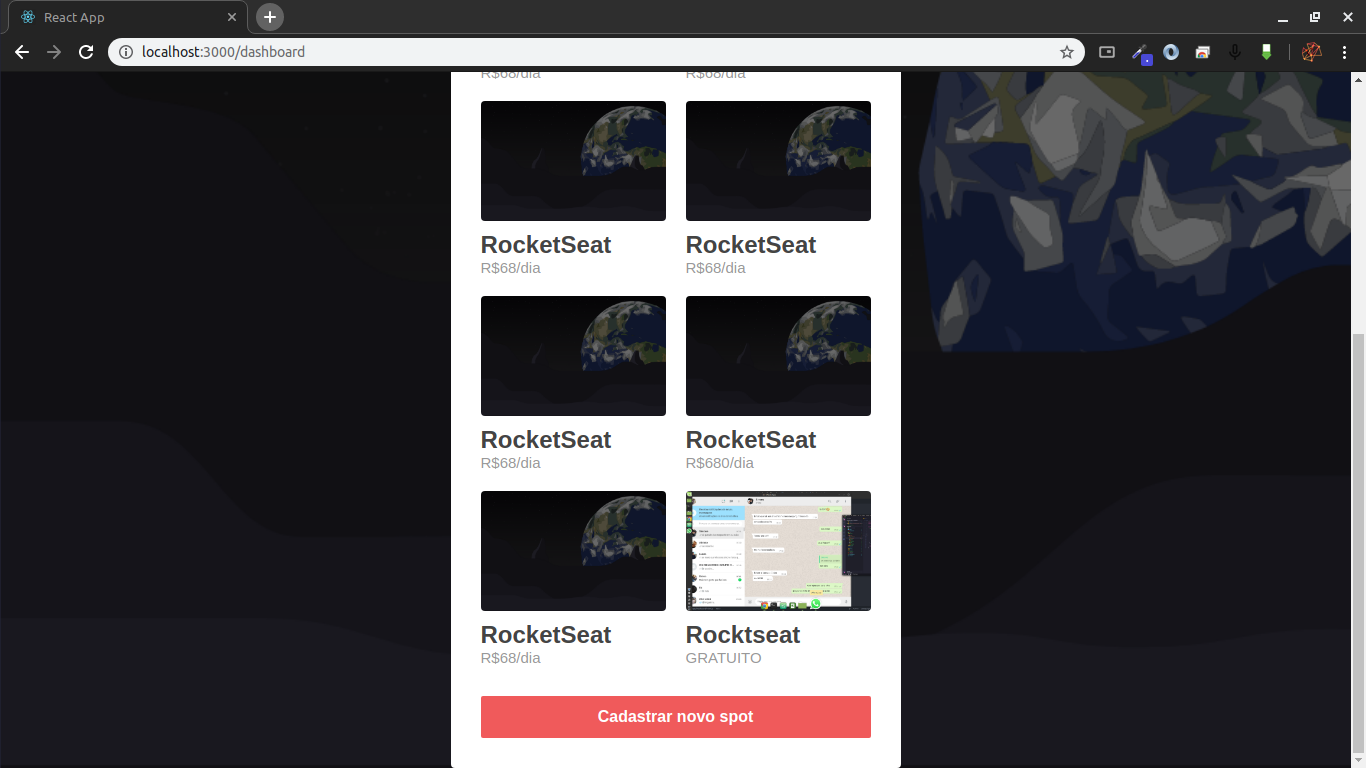 React App
localhost:3000/dashboard
R$68/dia R$68/dia
RocketSeat RocketSeat
R$68/dia R$68/dia
RocketSeat RocketSeat
R$68/dia R$680/dia
RocketSeat Rocktseat
R$68/dia GRATUITO
Cadastrar novo spot